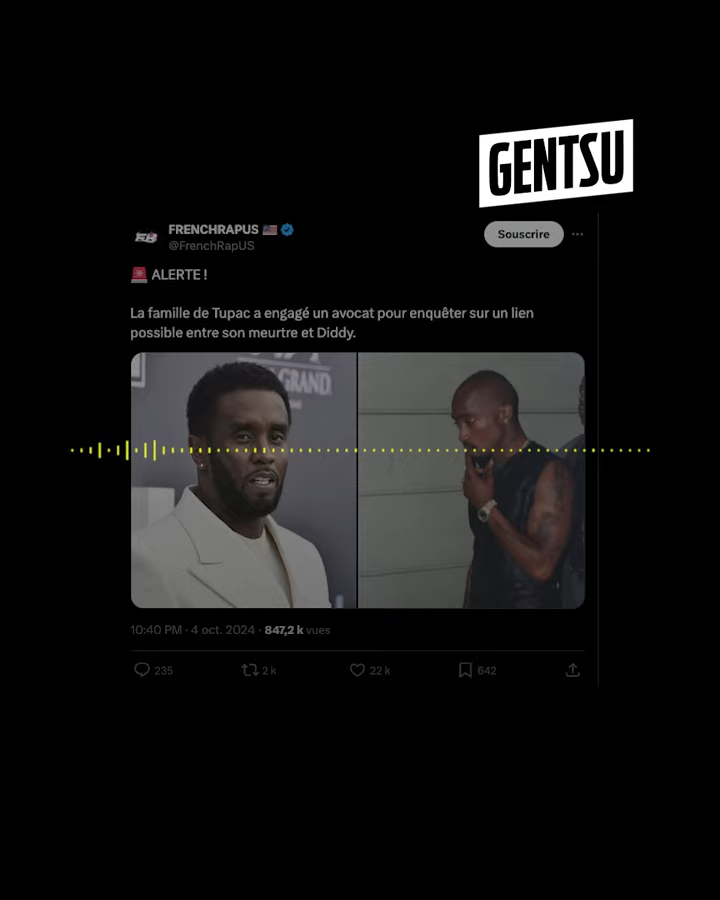 GENTSU
FRENCHRAPUS
@FrenchRapUS
Souscrire
ALERTE !
La famille de Tupac a engagé un avocat pour enquêter sur un lien
possible entre son meurtre et Diddy.
GRAND
10:40 PM · 4 oct. 2024 · 847,2 k vues
235 2 k 22 k 642